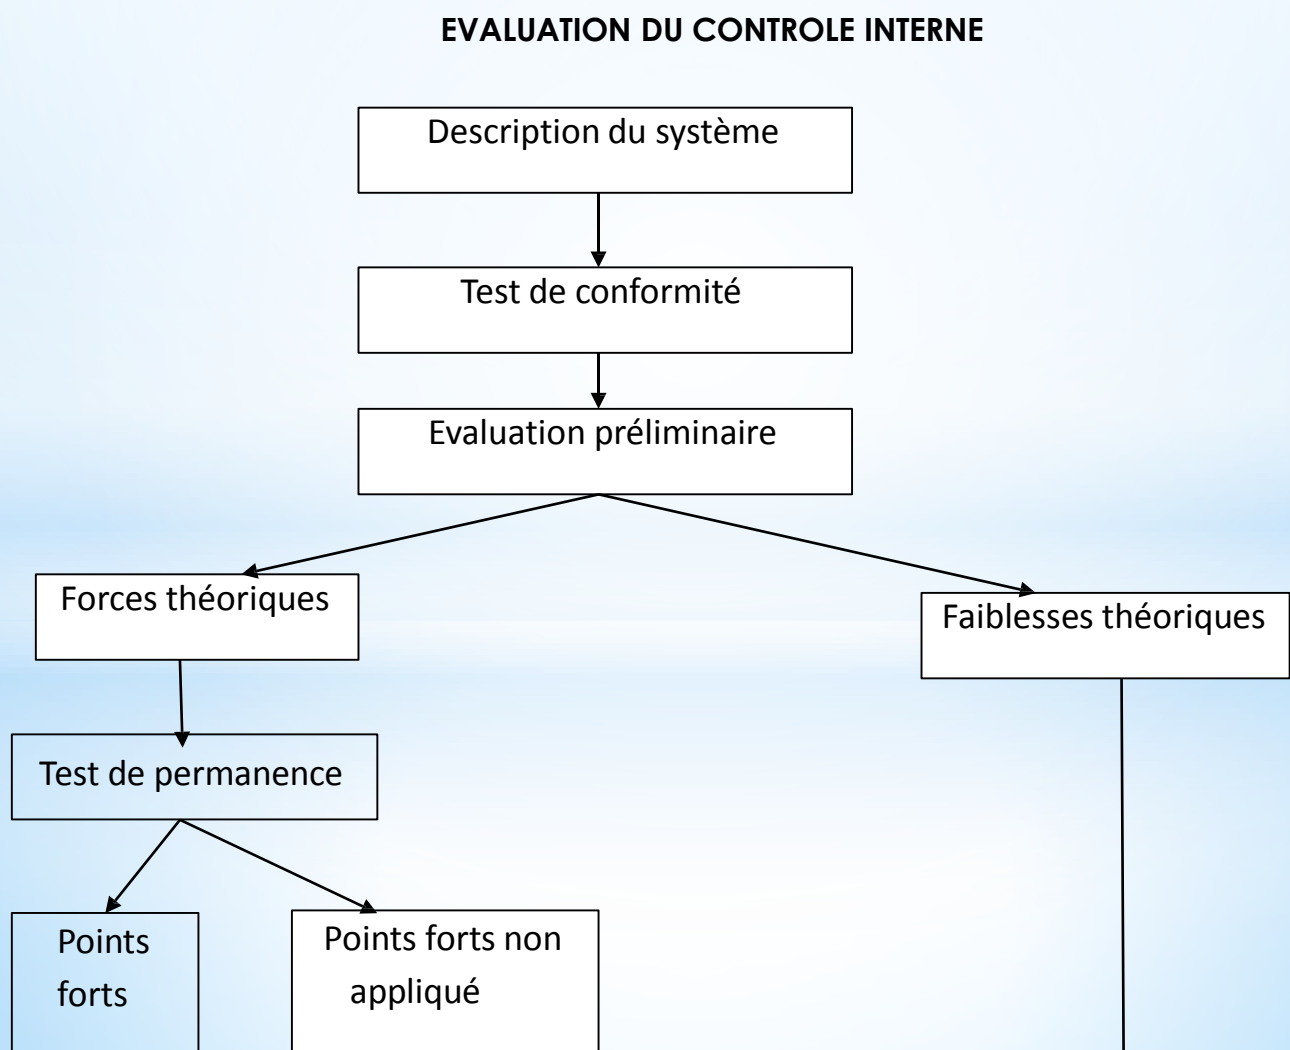 EVALUATION DU CONTROLE INTERNE
Description du système
Test de conformité
Evaluation préliminaire
Forces théoriques
Faiblesses théoriques
Test de permanence
Points
forts
Points forts non
appliqué